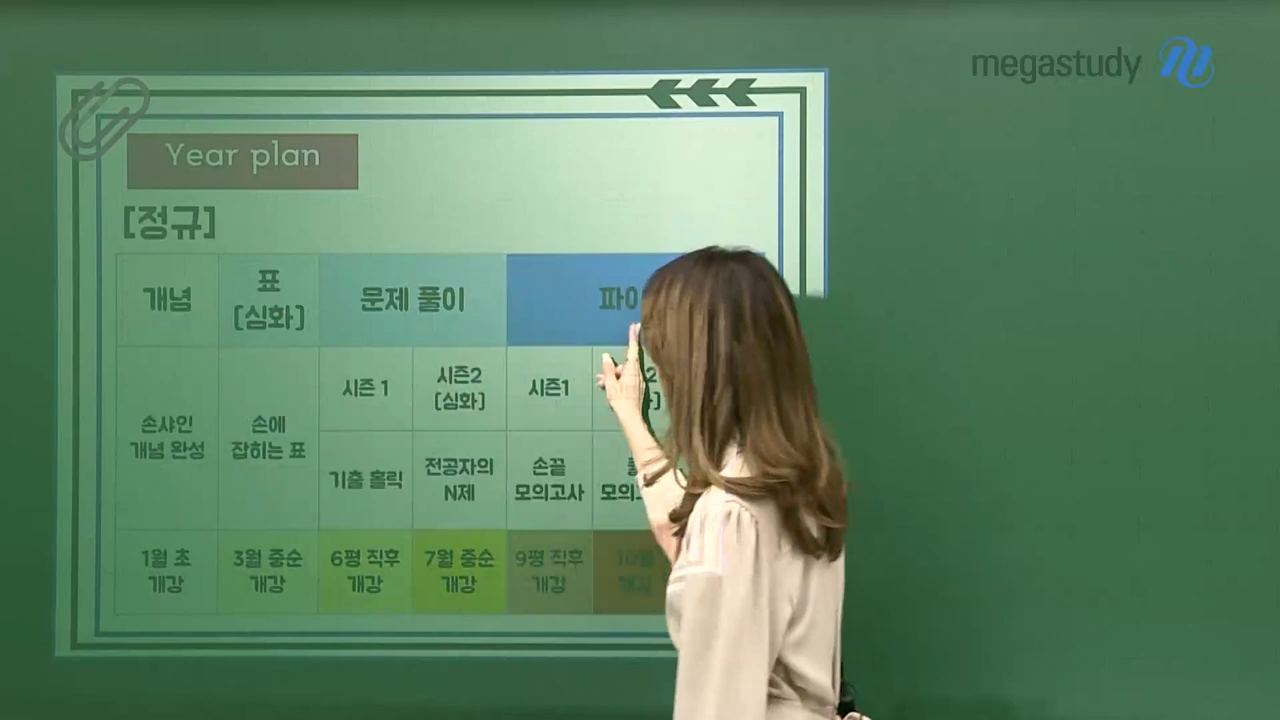 megastudy
Year plan
[정규]
개념
표
[심화]
문제 풀이
손샤인
개념 완성
손에
잡히는 표
시즌 1
시즌2
[심화]
시즌1
기출 홀릭
전공자의
N제
손끝
모의고사
1월 초
개강
3월 중순
개강
6평 직후
개강
7월 중순
개강
9평 직후
개강